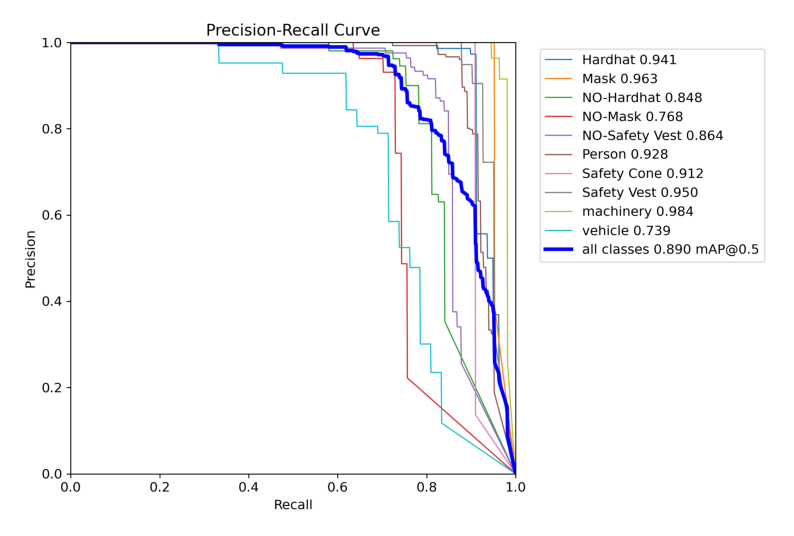 Precision-Recall Curve
1.0
0.8
0.6
0.4
0.2
0.0
Precision
0.0 0.2 0.4 0.6 0.8 1.0
Recall
Hardhat 0.941
Mask 0.963
NO-Hardhat 0.848
NO-Mask 0.768
NO-Safety Vest 0.864
Person 0.928
Safety Cone 0.912
Safety Vest 0.950
machinery 0.984
vehicle 0.739
all classes 0.890 mAP@0.5